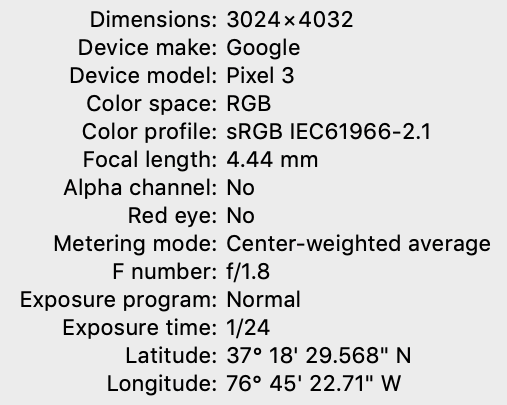 Dimensions: 3024×4032
Device make: Google
Device model: Pixel 3
Color space: RGB
Color profile: sRGB IEC61966-2.1
Focal length: 4.44 mm
Alpha channel: No
Red eye: No
Metering mode: Center-weighted average
F number: f/1.8
Exposure program: Normal
Exposure time: 1/24
Latitude: 37° 18' 29.568" N
Longitude: 76° 45' 22.71" W